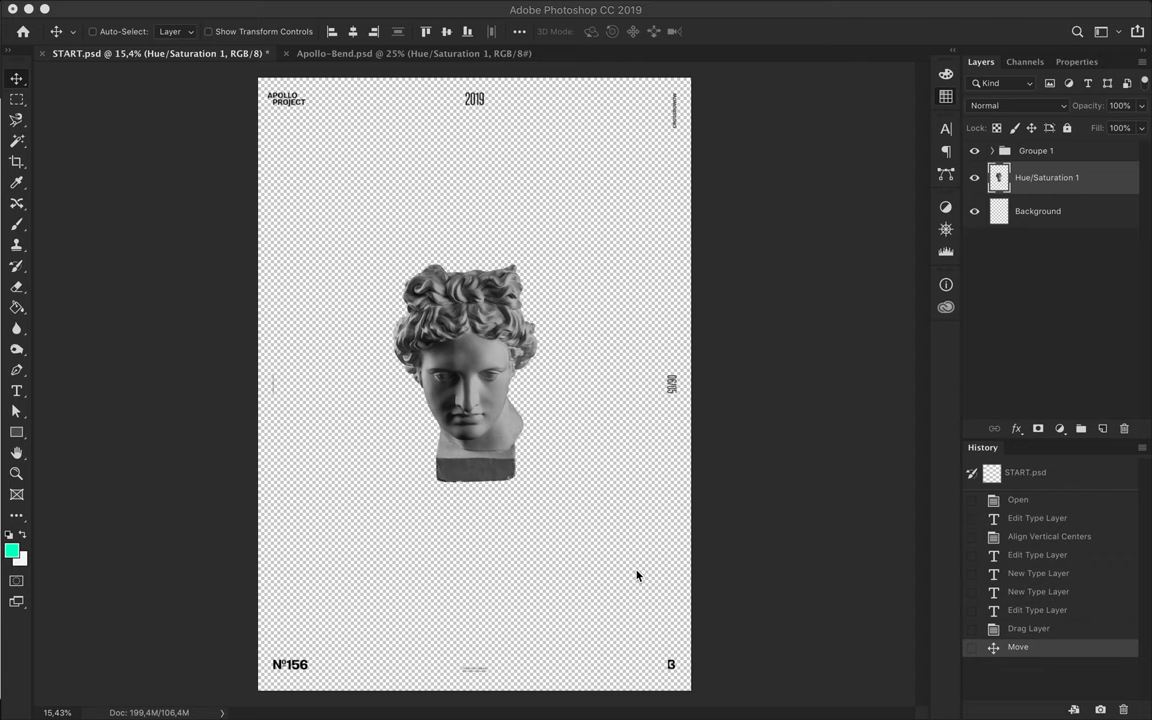 Adobe Photoshop CC 2019
Auto-Select:
Layer
Show Transform Controls
3D Mode:
START.psd @ 15,4% (Hue/Saturation 1, RGB/8) *
Apollo-Bend.psd @ 25% (Hue/Saturation 1, RGB/8#)
APOLLO
PROJECT
2019
06/05
Nº156
B
15,43%
Doc: 199,4M/106,4M
Layers
Channels
Properties
Kind
Normal
Opacity:
100%
Lock:
Fill:
100%
Groupe 1
Hue/Saturation 1
Background
fx
History
START.psd
Open
Edit Type Layer
Align Vertical Centers
Edit Type Layer
New Type Layer
New Type Layer
Edit Type Layer
Drag Layer
Move